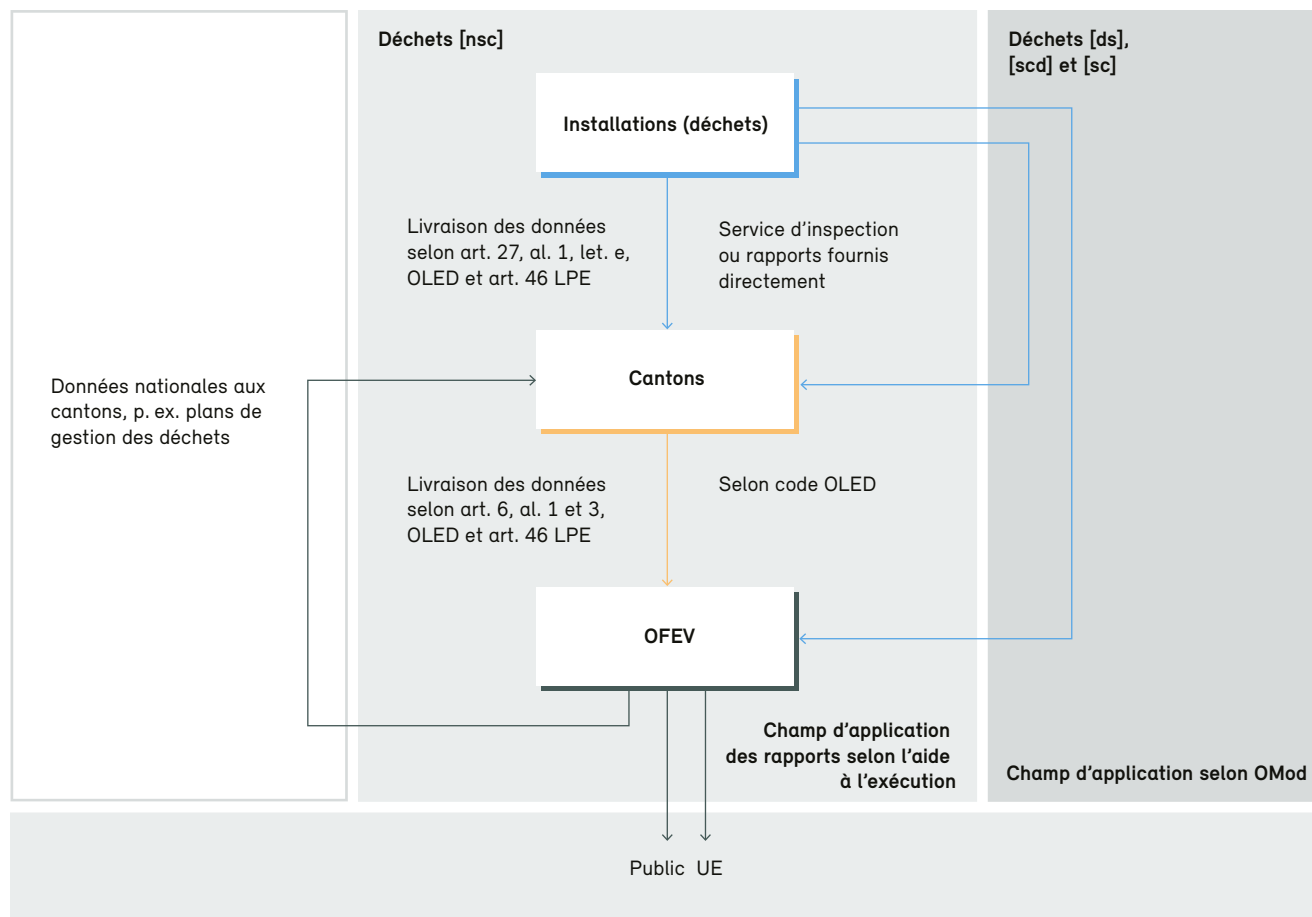 Déchets [nsc]
Déchets [ds],
[scd] et [sc]
Installations (déchets)
Livraison des données
selon art. 27, al. 1, let. e,
OLED et art. 46 LPE
Service d’inspection
ou rapports fournis
directement
Cantons
Données nationales aux
cantons, p. ex. plans de
gestion des déchets
Livraison des données
selon art. 6, al. 1 et 3,
OLED et art. 46 LPE
Selon code OLED
OFEV
Champ d’application
des rapports selon l’aide
à l’exécution
Champ d’application selon OMod
Public UE